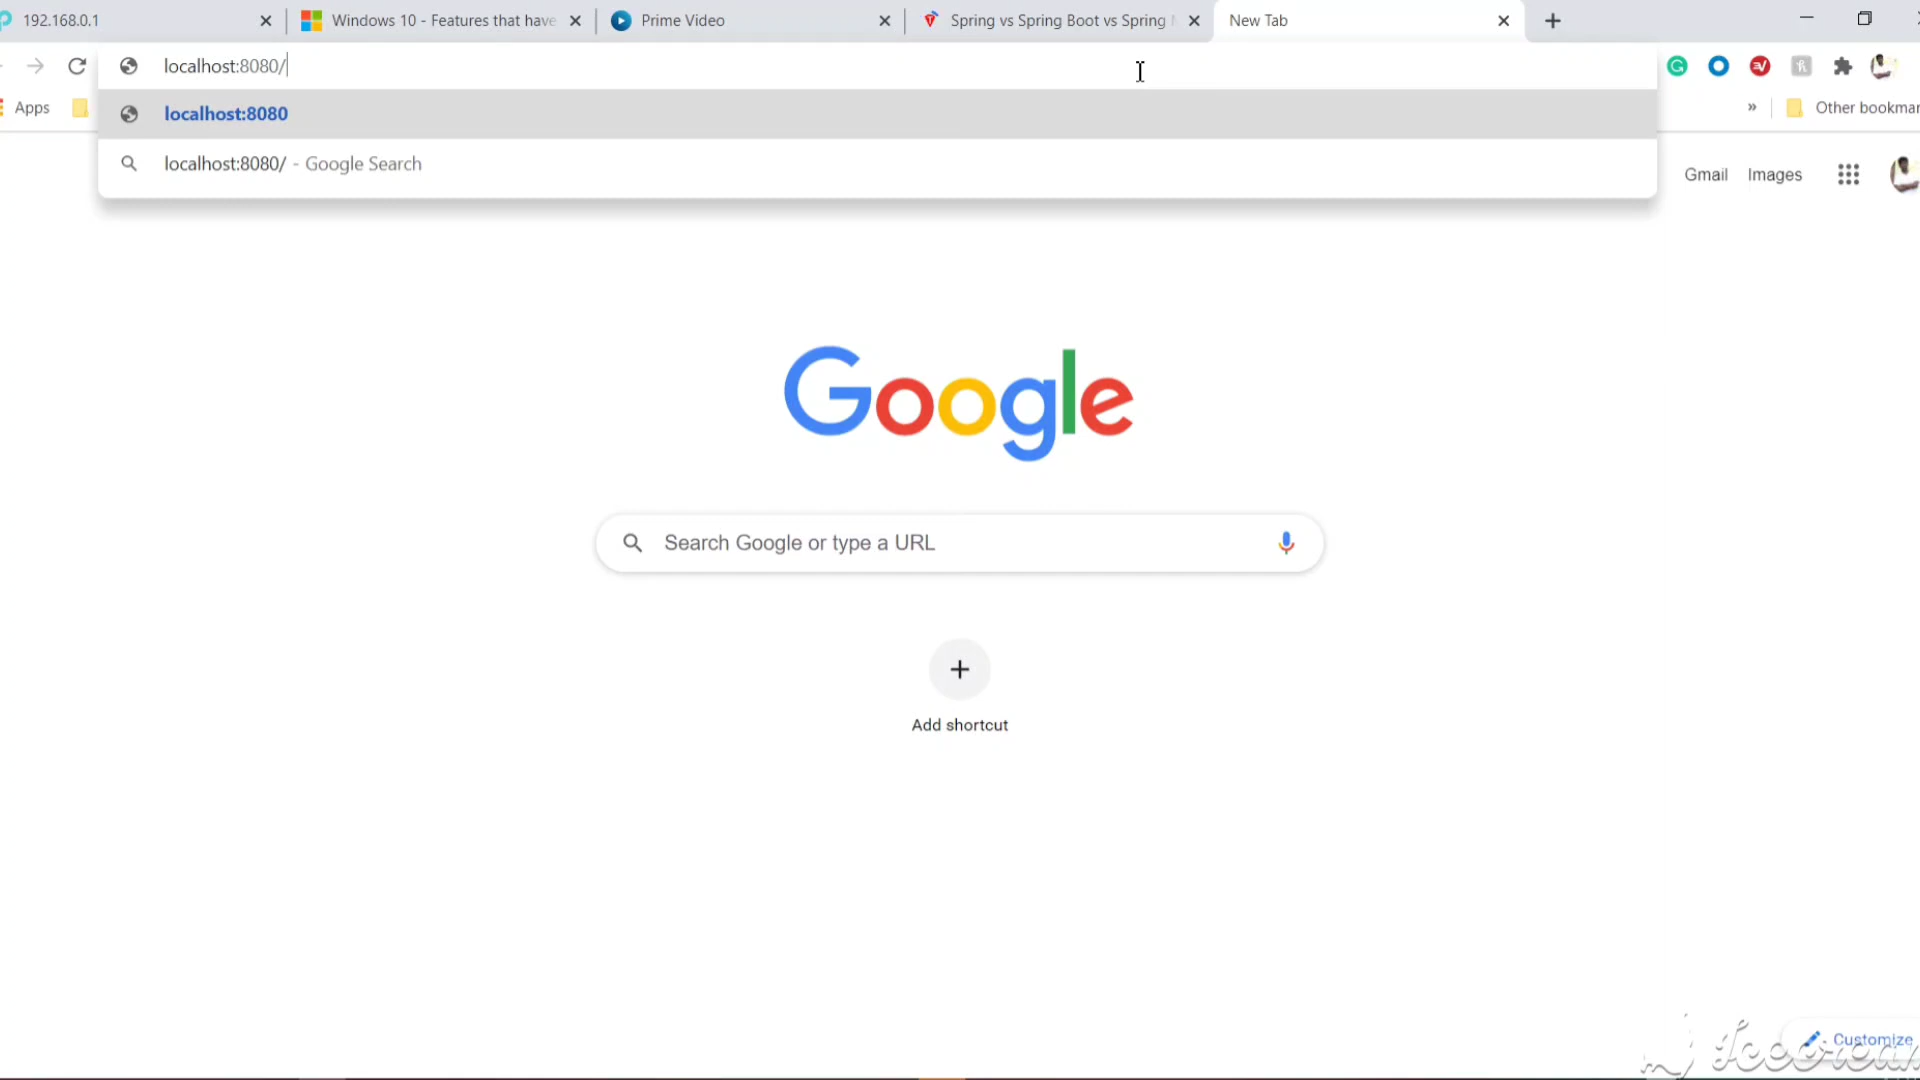 192.168.0.1
Windows 10 - Features that have
Prime Video
Spring vs Spring Boot vs Spring
New Tab
localhost:8080/
Apps
Other bookmar
localhost:8080
localhost:8080/ - Google Search
Gmail
Images
Google
Search Google or type a URL
Add shortcut
Customize